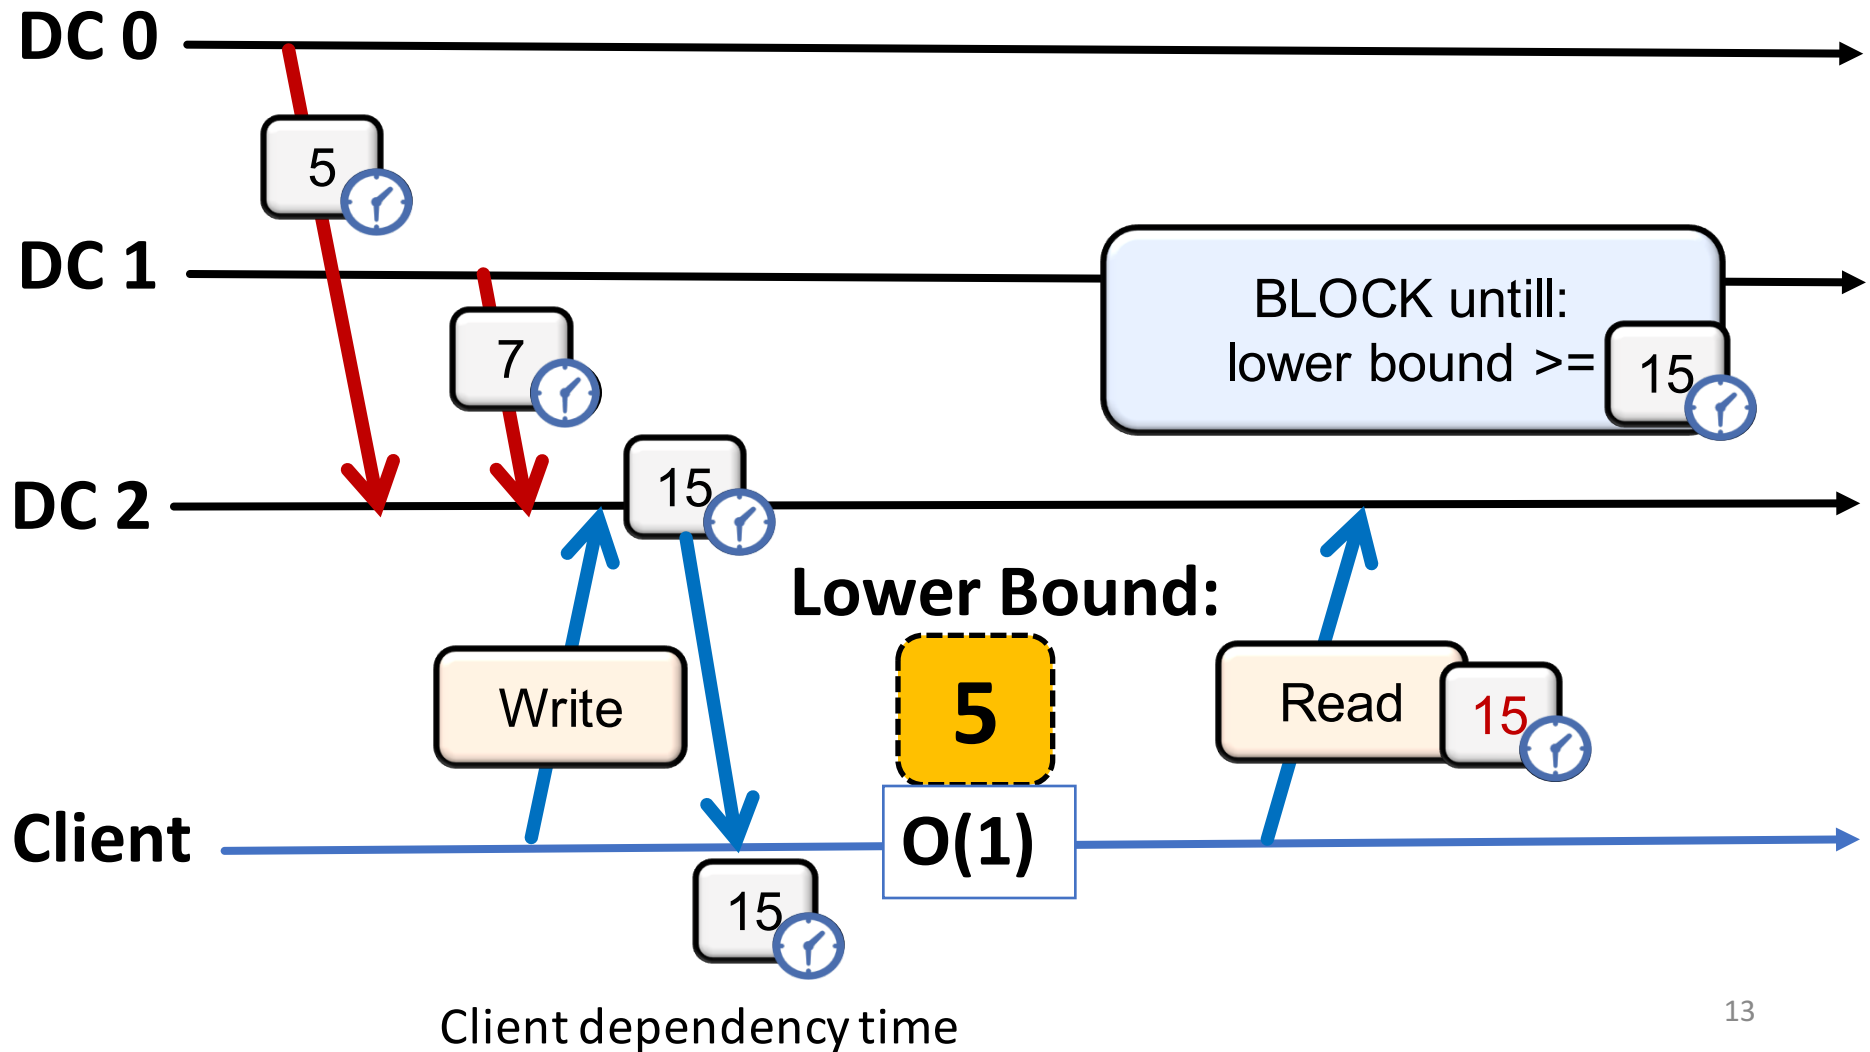 DC 0
5
DC 1
7
BLOCK untill:
lower bound >= 15
DC 2
15
Lower Bound:
5
Write
Read 15
Client
O(1)
15
Client dependency time
13